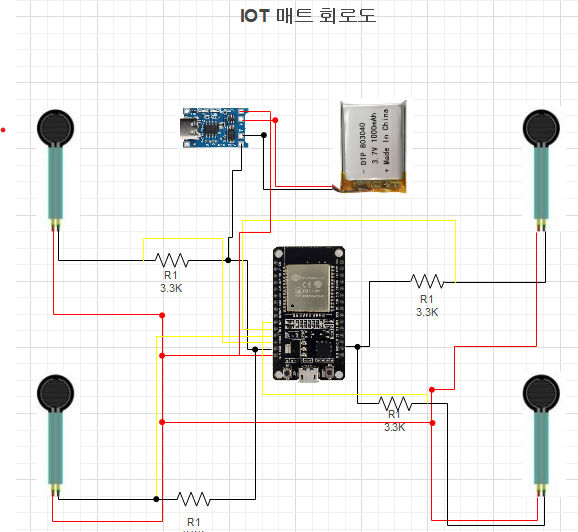 IOT 매트 회로도
- DTP 803040
3.7V 1000mAh
+ Made In China
R1
3.3K
R1
3.3K
R1
3.3K
R1